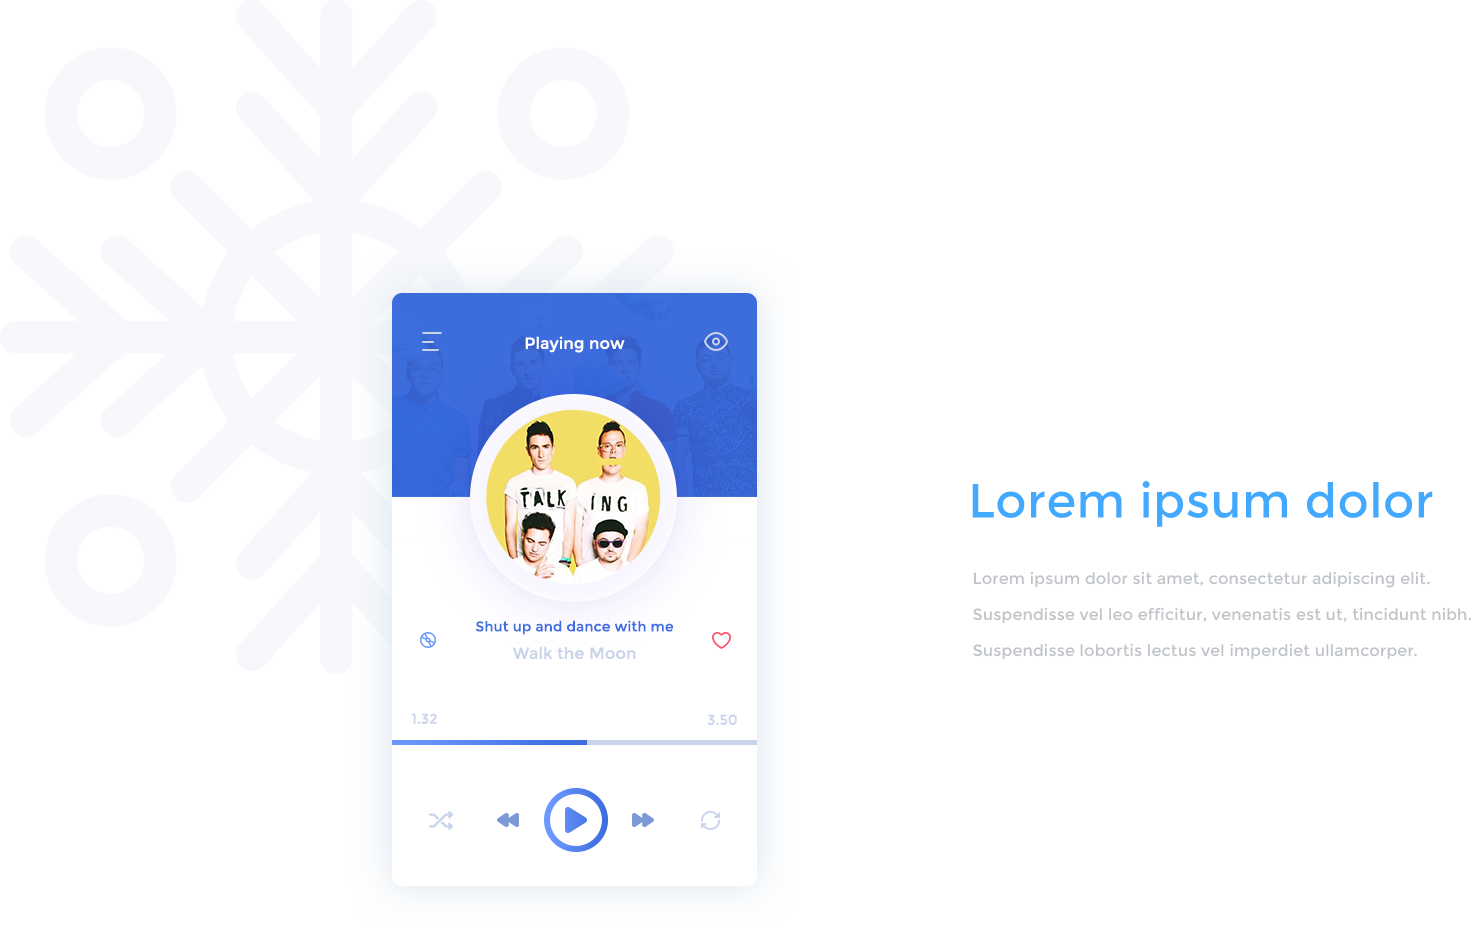 Playing now
TALK ING
Shut up and dance with me
Walk the Moon
1.32
3.50
Lorem ipsum dolor
Lorem ipsum dolor sit amet, consectetur adipiscing elit.
Suspendisse vel leo efficitur, venenatis est ut, tincidunt nibh.
Suspendisse lobortis lectus vel imperdiet ullamcorper.